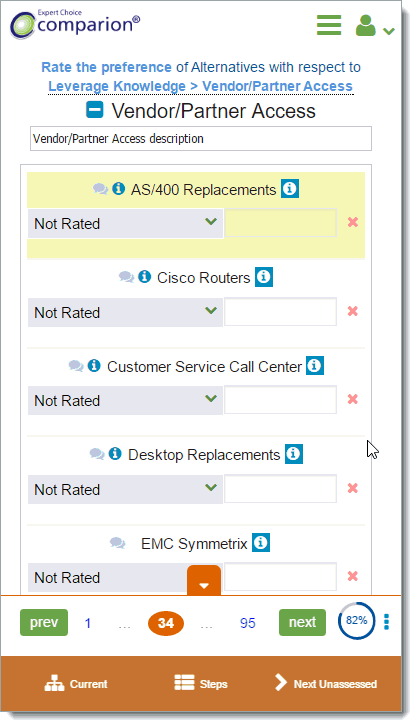 Expert Choice
comparion®
Rate the preference of Alternatives with respect to
Leverage Knowledge > Vendor/Partner Access
Vendor/Partner Access
Vendor/Partner Access description
AS/400 Replacements
Not Rated
Cisco Routers
Not Rated
Customer Service Call Center
Not Rated
Desktop Replacements
Not Rated
EMC Symmetrix
Not Rated
prev 1 ... 34 ... 95 next 82%
Current Steps Next Unassessed